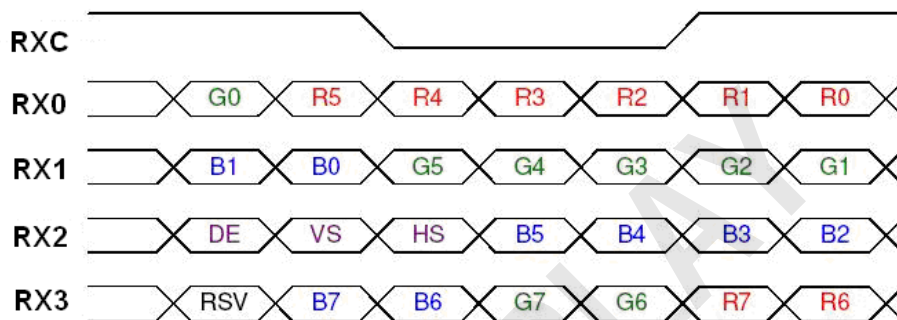 RXC
RX0 G0 R5 R4 R3 R2 R1 R0
RX1 B1 B0 G5 G4 G3 G2 G1
RX2 DE VS HS B5 B4 B3 B2
RX3 RSV B7 B6 G7 G6 R7 R6
PLAY